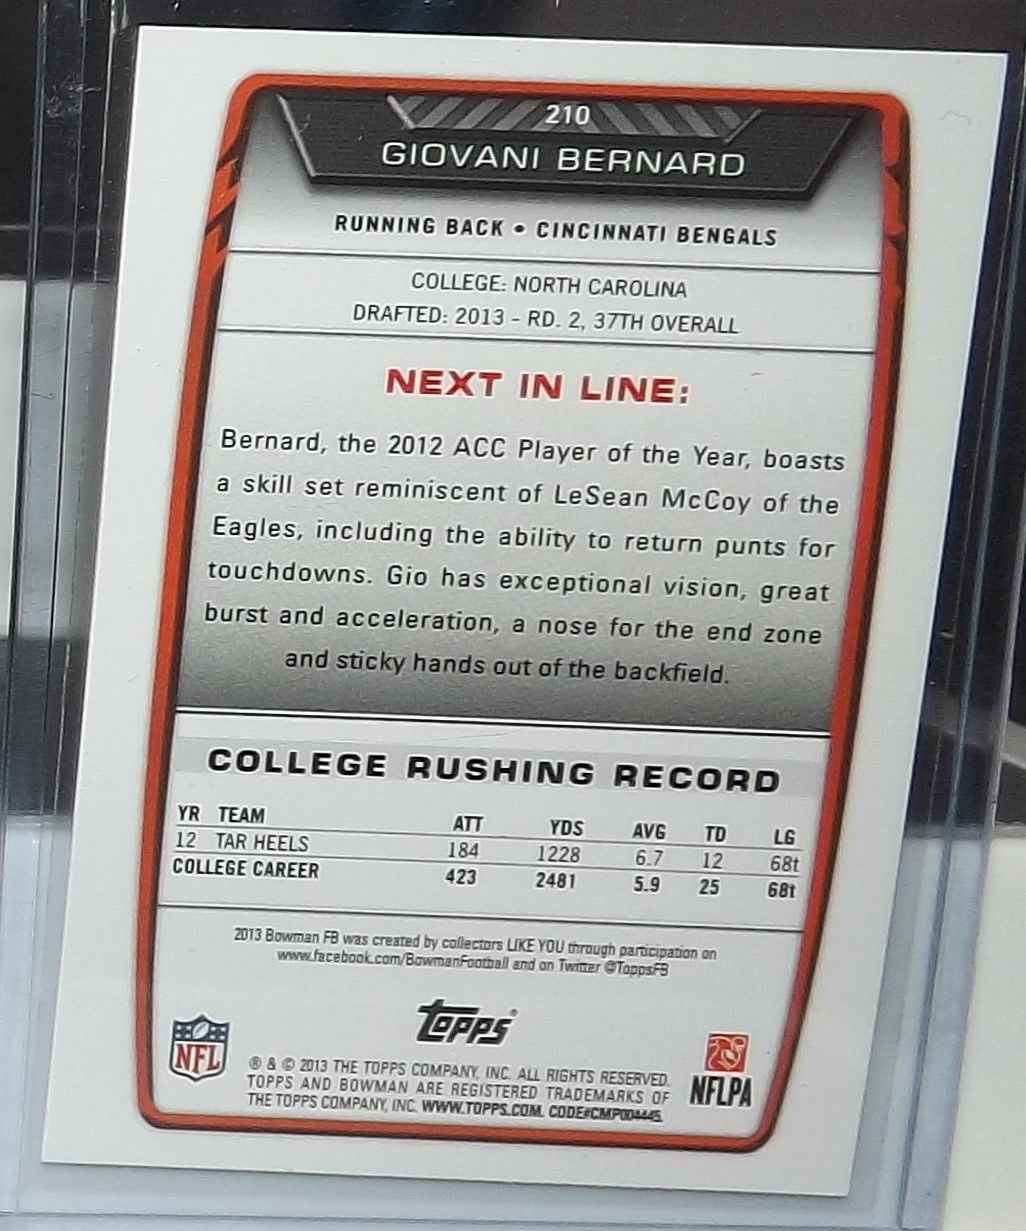 210
GIOVANI BERNARD
RUNNING BACK • CINCINNATI BENGALS
COLLEGE: NORTH CAROLINA
DRAFTED: 2013 – RD. 2, 37TH OVERALL
NEXT IN LINE:
Bernard, the 2012 ACC Player of the Year, boasts
a skill set reminiscent of LeSean McCoy of the
Eagles, including the ability to return punts for
touchdowns. Gio has exceptional vision, great
burst and acceleration, a nose for the end zone
and sticky hands out of the backfield.
COLLEGE RUSHING RECORD
YR TEAM ATT YDS AVG TD LG
12 TAR HEELS 184 1228 6.7 12 68t
COLLEGE CAREER 423 2481 5.9 25 68t
2013 Bowman FB was created by collectors LIKE YOU through participation on
www.facebook.com/BowmanFootball and on Twitter @ToppsFB
Topps®
NFL
® & © 2013 THE TOPPS COMPANY, INC. ALL RIGHTS RESERVED.
TOPPS AND BOWMAN ARE REGISTERED TRADEMARKS OF
THE TOPPS COMPANY, INC. WWW.TOPPS.COM. CODE#CMP004445.
NFLPA